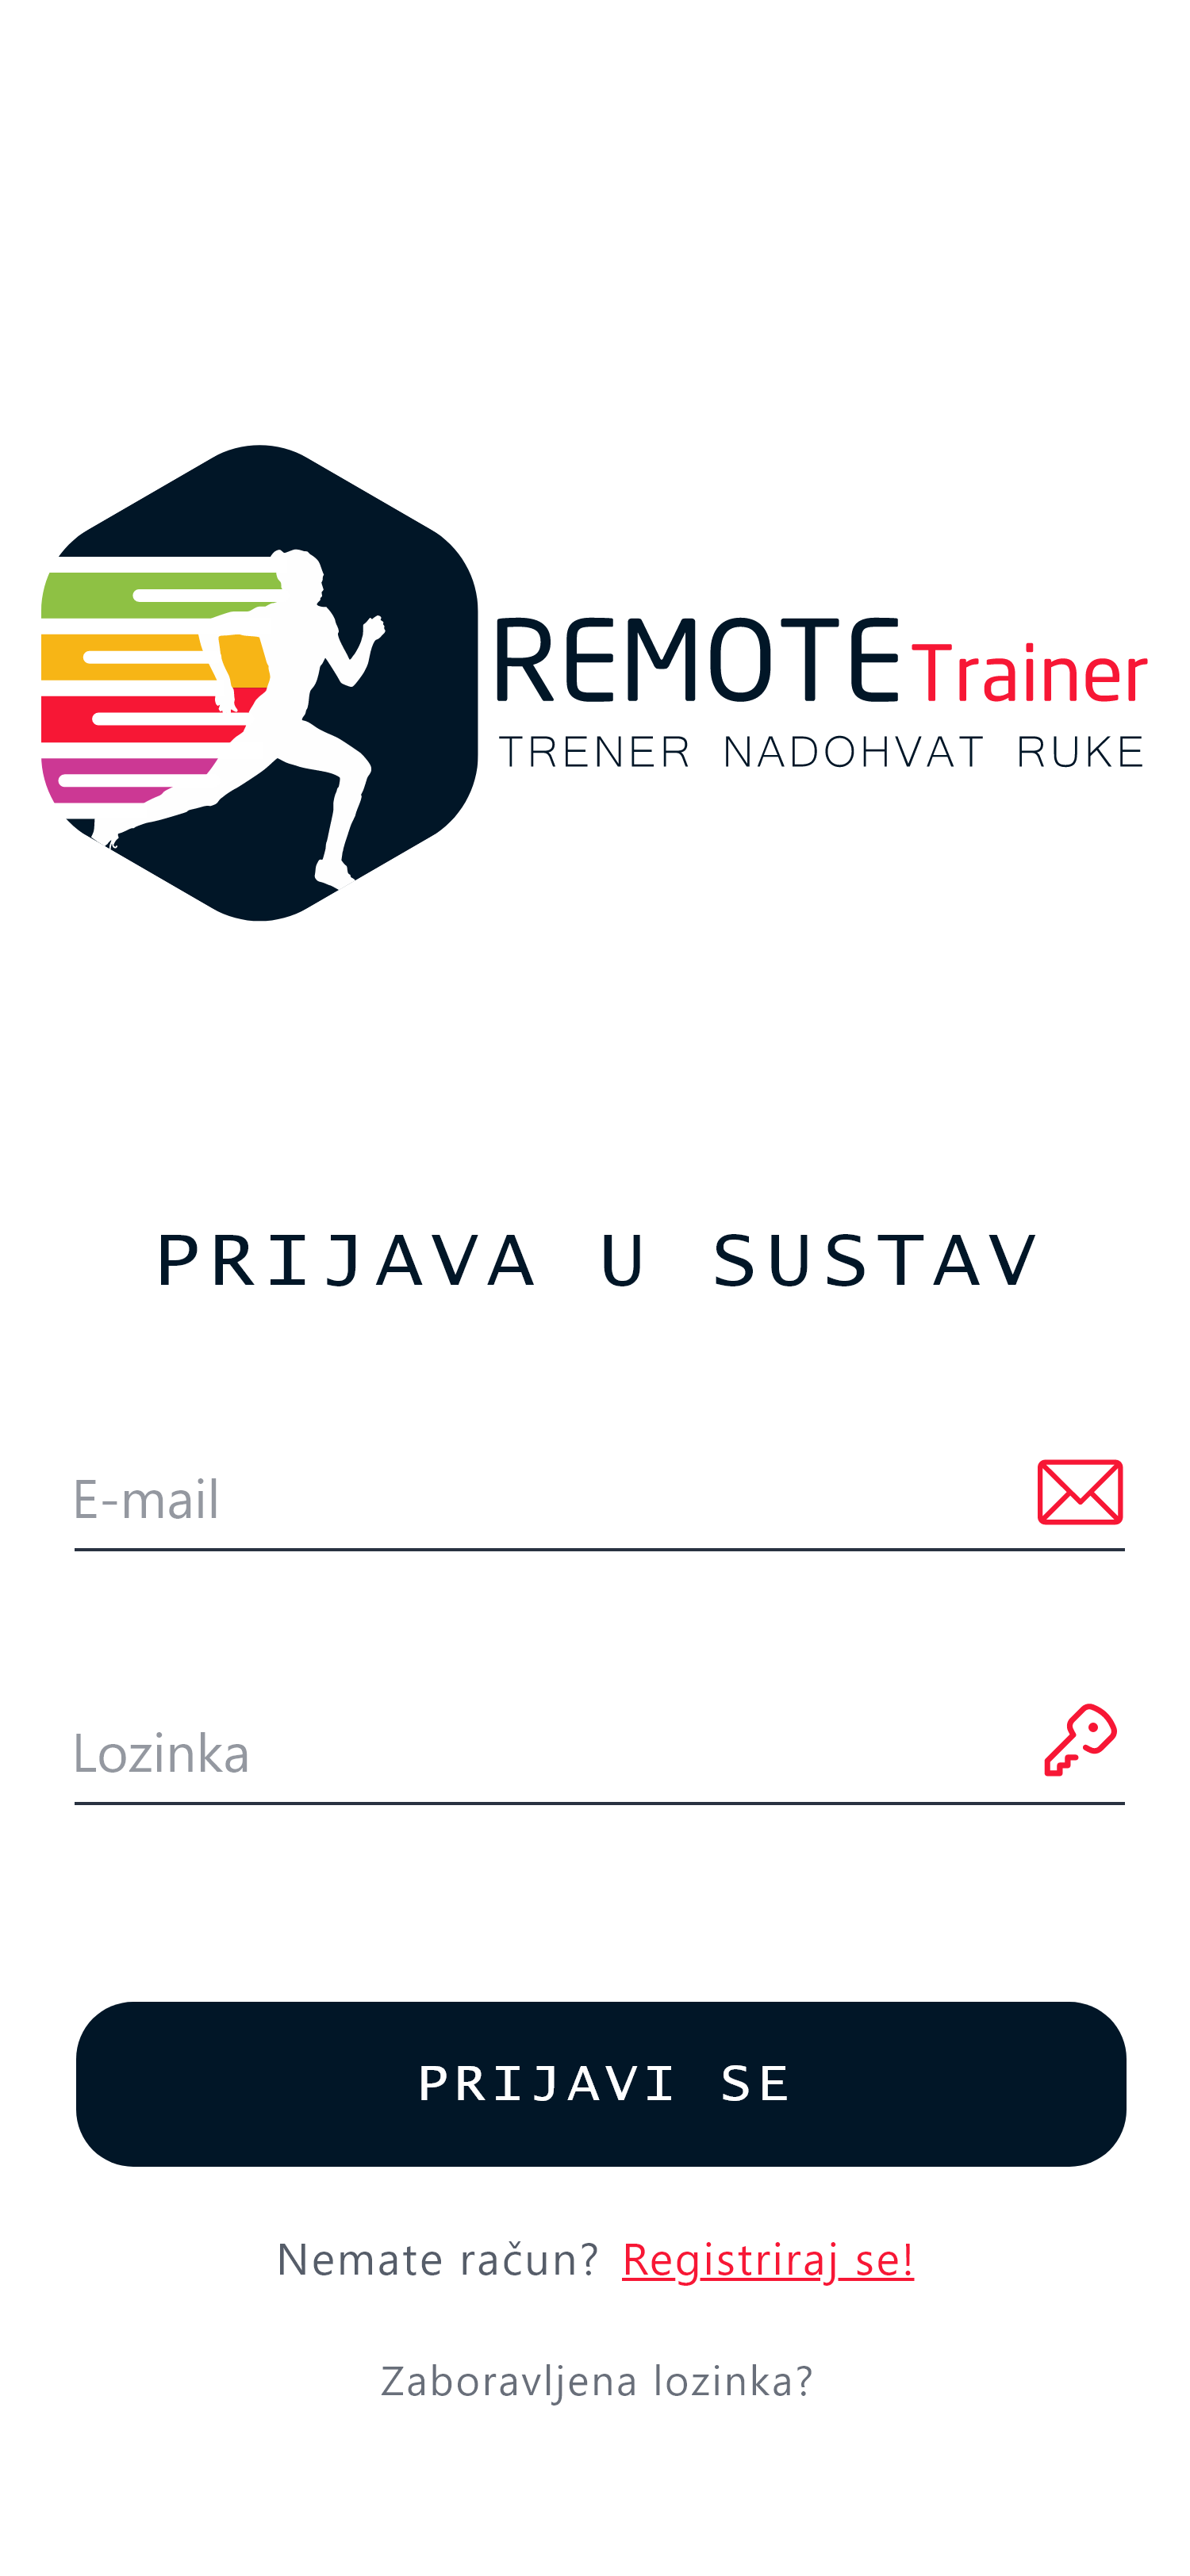 REMOTE Trainer
TRENER NADOHVAT RUKE
PRIJAVA U SUSTAV
E-mail
Lozinka
PRIJAVI SE
Nemate račun? Registriraj se!
Zaboravljena lozinka?